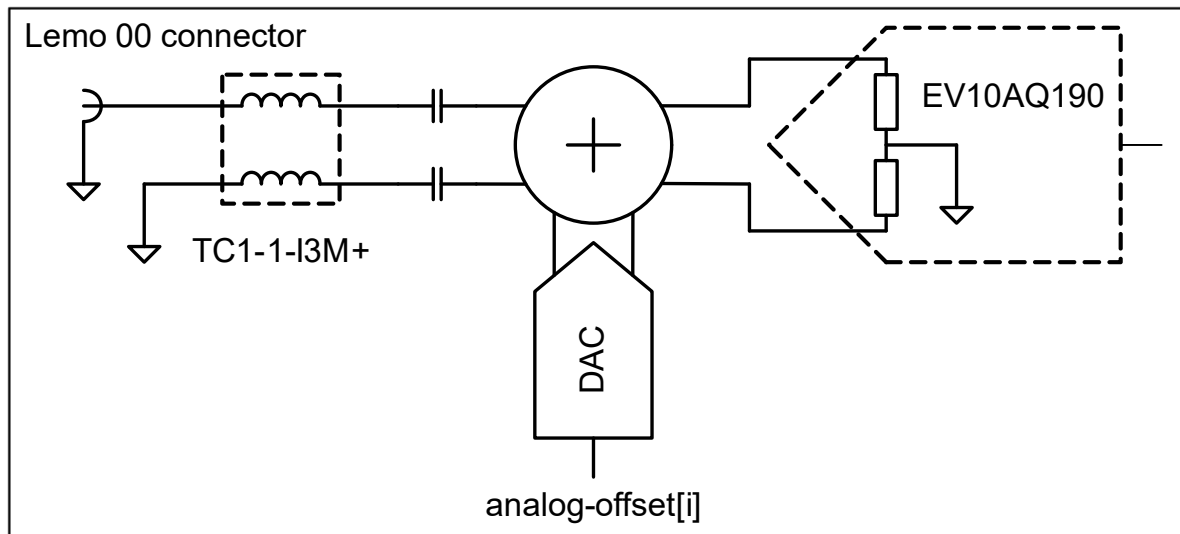 Lemo 00 connector
EV10AQ190
TC1-1-I3M+
DAC
analog-offset[i]